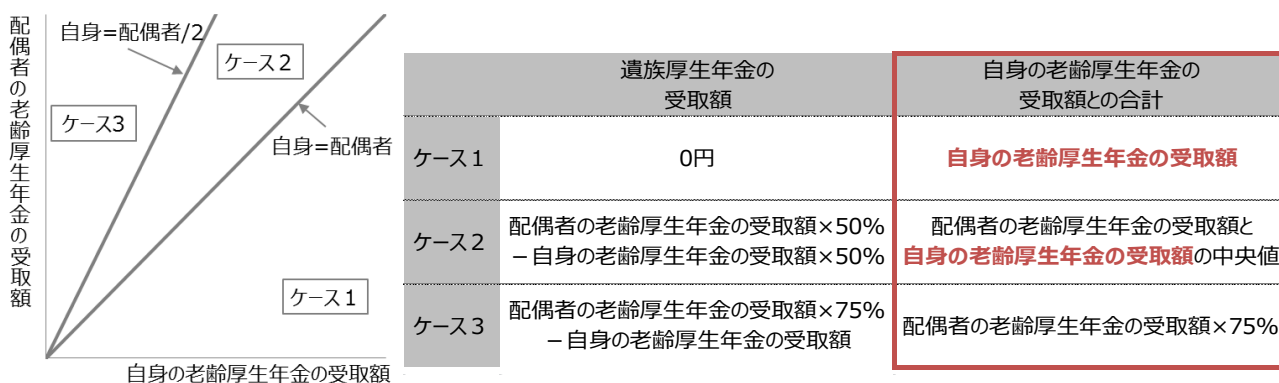 配偶者の老齢厚生年金の受取額
自身=配偶者/2
ケース2
ケース3
自身=配偶者
ケース1
自身の老齢厚生年金の受取額
遺族厚生年金の
受取額
自身の老齢厚生年金の
受取額との合計
ケース1
0円
自身の老齢厚生年金の受取額
ケース2
配偶者の老齢厚生年金の受取額×50%
－自身の老齢厚生年金の受取額×50%
配偶者の老齢厚生年金の受取額と
自身の老齢厚生年金の受取額の中央値
ケース3
配偶者の老齢厚生年金の受取額×75%
－自身の老齢厚生年金の受取額
配偶者の老齢厚生年金の受取額×75%